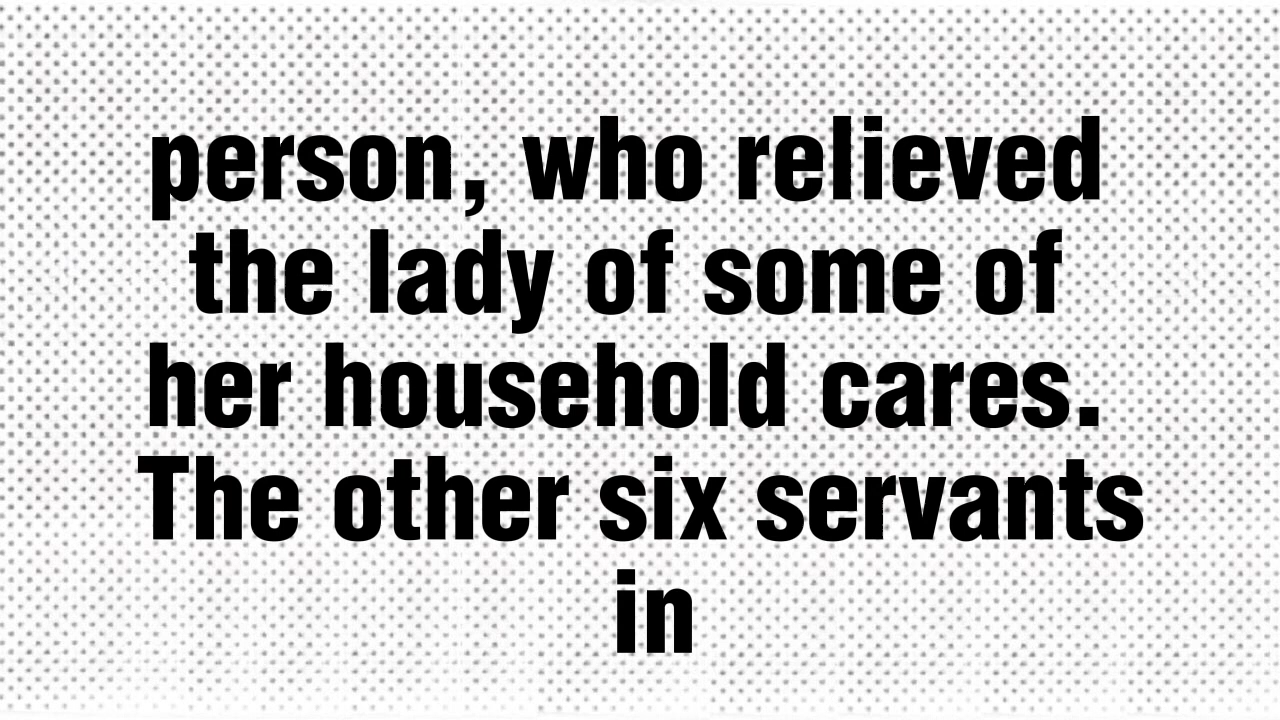 person, who relieved
the lady of some of
her household cares.
The other six servants
in